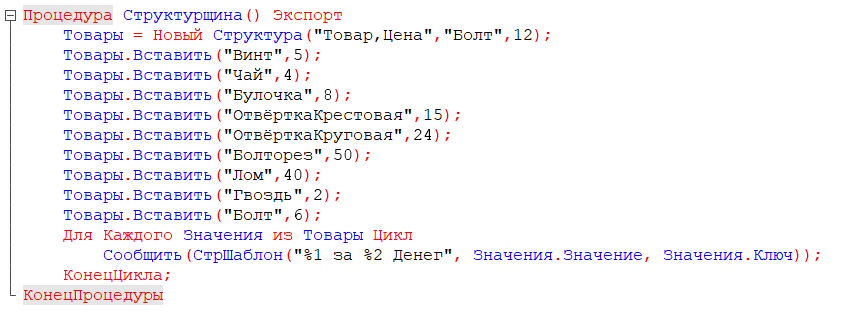 Процедура Структурщина() Экспорт
Товары = Новый Структура("Товар,Цена","Болт",12);
Товары.Вставить("Винт",5);
Товары.Вставить("Чай",4);
Товары.Вставить("Булочка",8);
Товары.Вставить("ОтвёрткаКрестовая",15);
Товары.Вставить("ОтвёрткаКруговая",24);
Товары.Вставить("Болторез",50);
Товары.Вставить("Лом",40);
Товары.Вставить("Гвоздь",2);
Товары.Вставить("Болт",6);
Для Каждого Значения из Товары Цикл
Сообщить(СтрШаблон("%1 за %2 Денег", Значения.Значение, Значения.Ключ));
КонецЦикла;
КонецПроцедуры